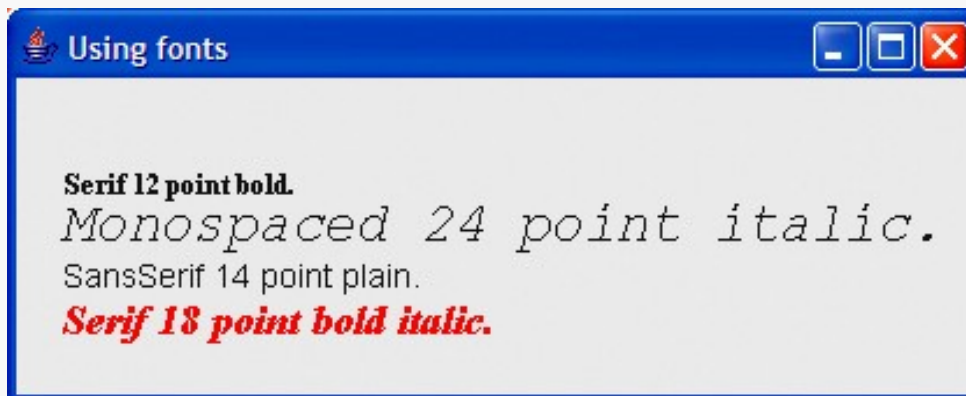 Using fonts
Serif 12 point bold.
Monospaced 24 point italic.
SansSerif 14 point plain.
Serif 18 point bold italic.